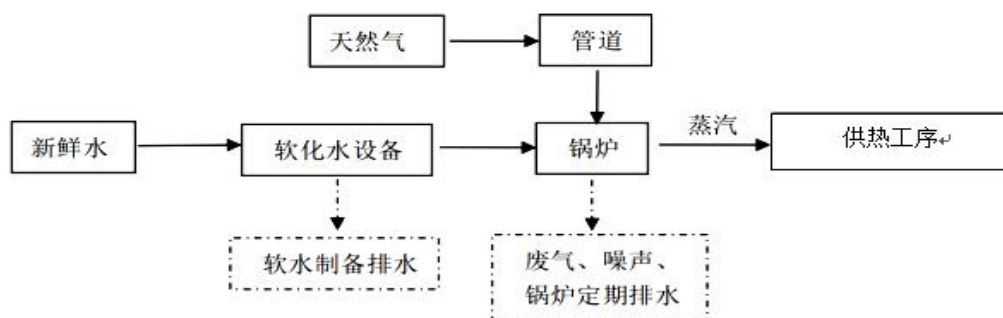 天然气
管道
新鲜水
软化水设备
锅炉
蒸汽
供热工序↵
软水制备排水
废气、噪声、
锅炉定期排水